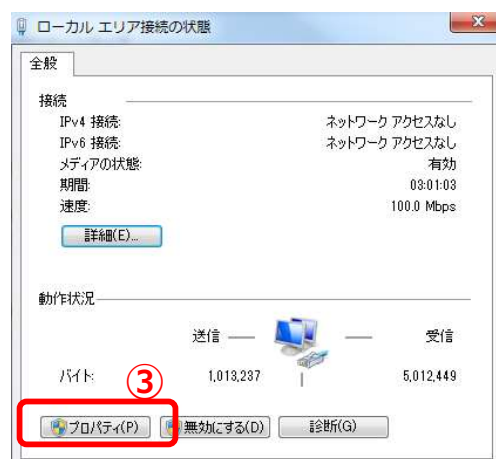 ローカル エリア接続の状態
全般
接続
IPv4 接続: ネットワーク アクセスなし
IPv6 接続: ネットワーク アクセスなし
メディアの状態: 有効
期間: 03:01:03
速度: 100.0 Mbps
詳細(E)...
動作状況
送信 受信
バイト: 1,013,237 5,012,449
③
プロパティ(P) 無効にする(D) 診断(G)